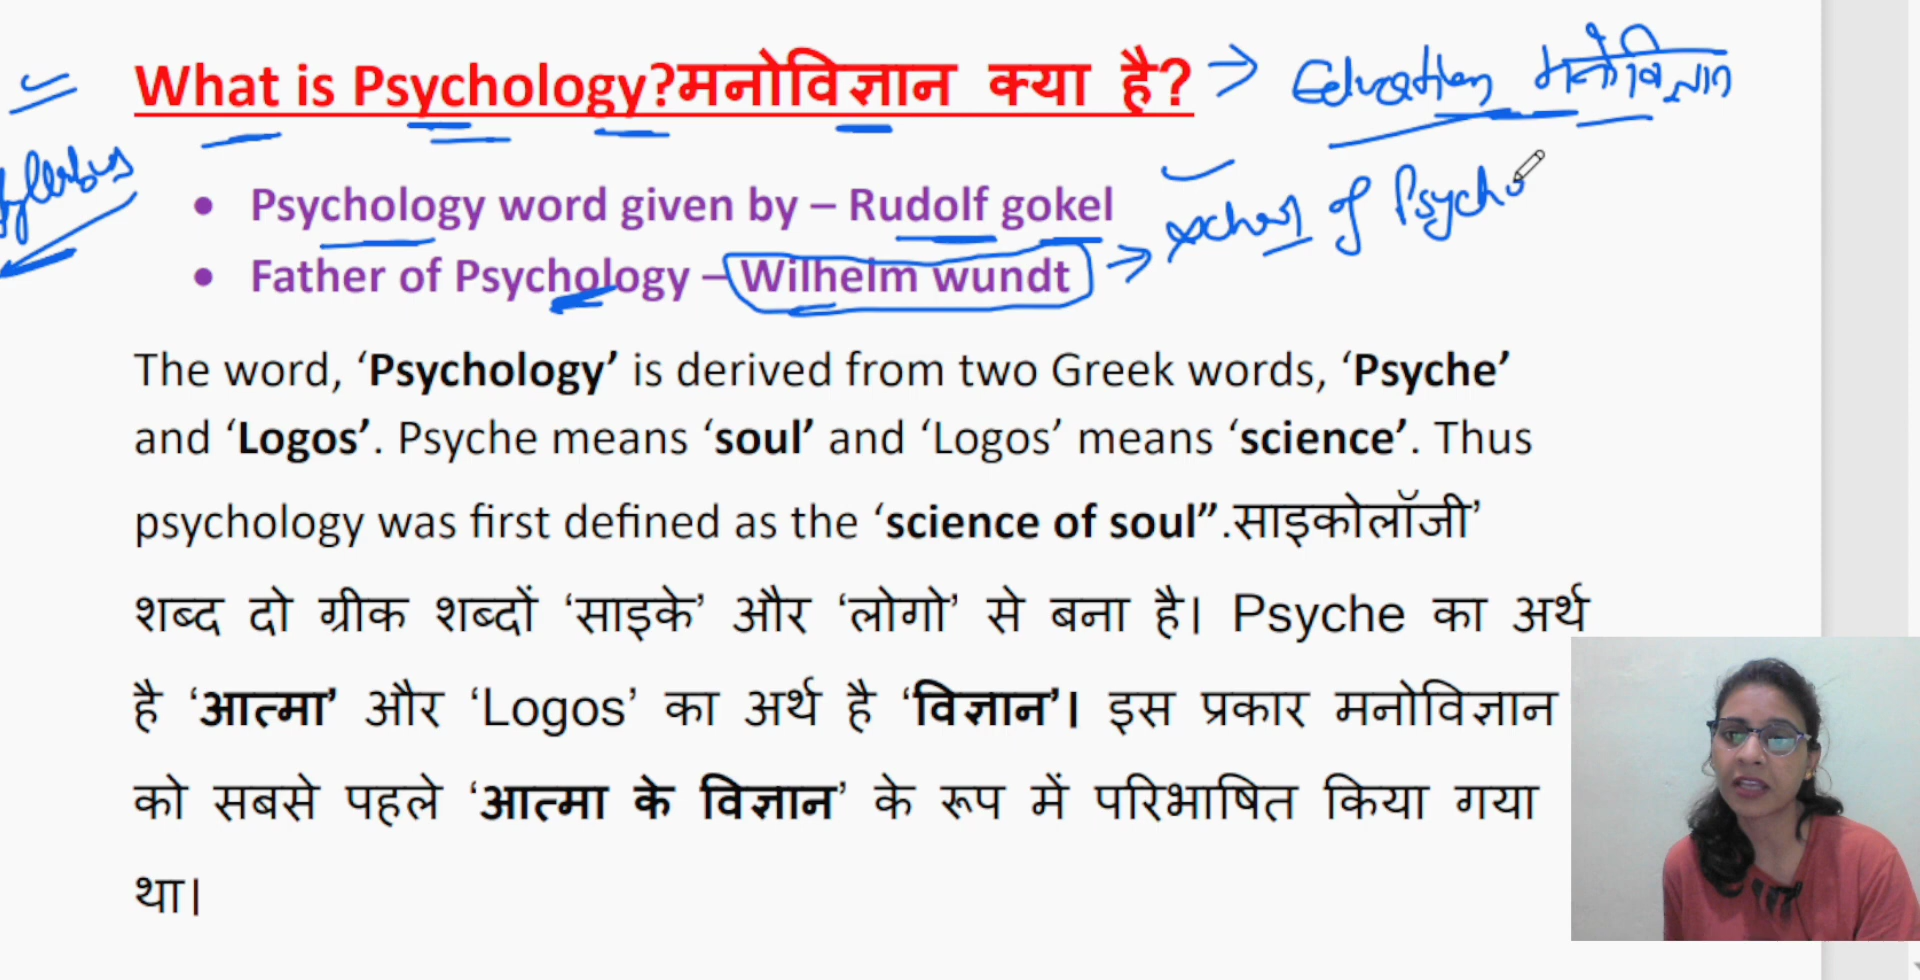 What is Psychology?मनोविज्ञान क्या है? → Education मनोविज्ञान
• Psychology word given by – Rudolf gokel
of Psycho
• Father of Psychology – Wilhelm wundt →
The word, ‘Psychology’ is derived from two Greek words, ‘Psyche’
and ‘Logos’. Psyche means ‘soul’ and ‘Logos’ means ‘science’. Thus
psychology was first defined as the ‘science of soul”.साइकोलॉजी’
शब्द दो ग्रीक शब्दों ‘साइके’ और ‘लोगो’ से बना है। Psyche का अर्थ
है ‘आत्मा’ और ‘Logos’ का अर्थ है ‘विज्ञान’। इस प्रकार मनोविज्ञान
को सबसे पहले ‘आत्मा के विज्ञान’ के रूप में परिभाषित किया गया
था।